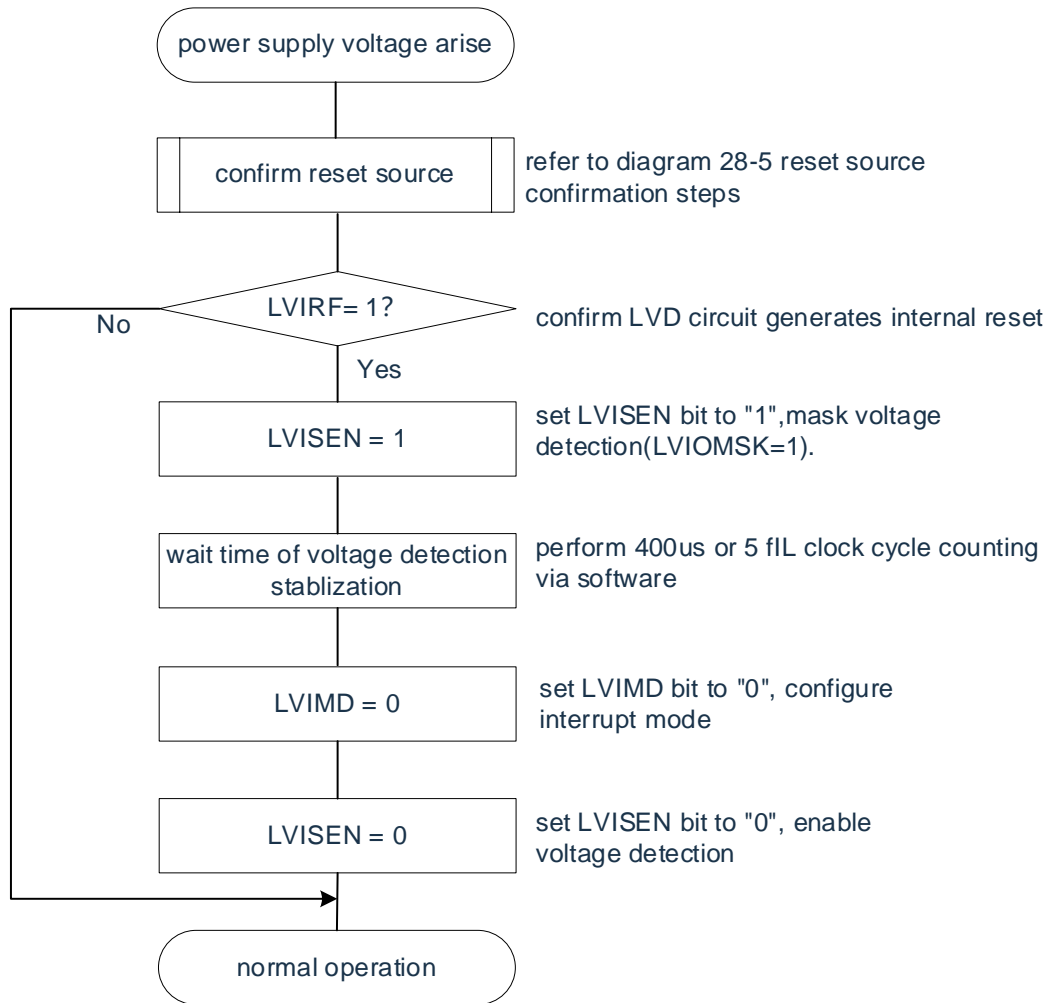 power supply voltage arise
confirm reset source
refer to diagram 28-5 reset source
confirmation steps
LVIRF= 1?
No
confirm LVD circuit generates internal reset
Yes
LVISEN = 1
set LVISEN bit to "1",mask voltage
detection(LVIOMSK=1).
wait time of voltage detection
stablization
perform 400us or 5 fIL clock cycle counting
via software
LVIMD = 0
set LVIMD bit to "0", configure
interrupt mode
LVISEN = 0
set LVISEN bit to "0", enable
voltage detection
normal operation